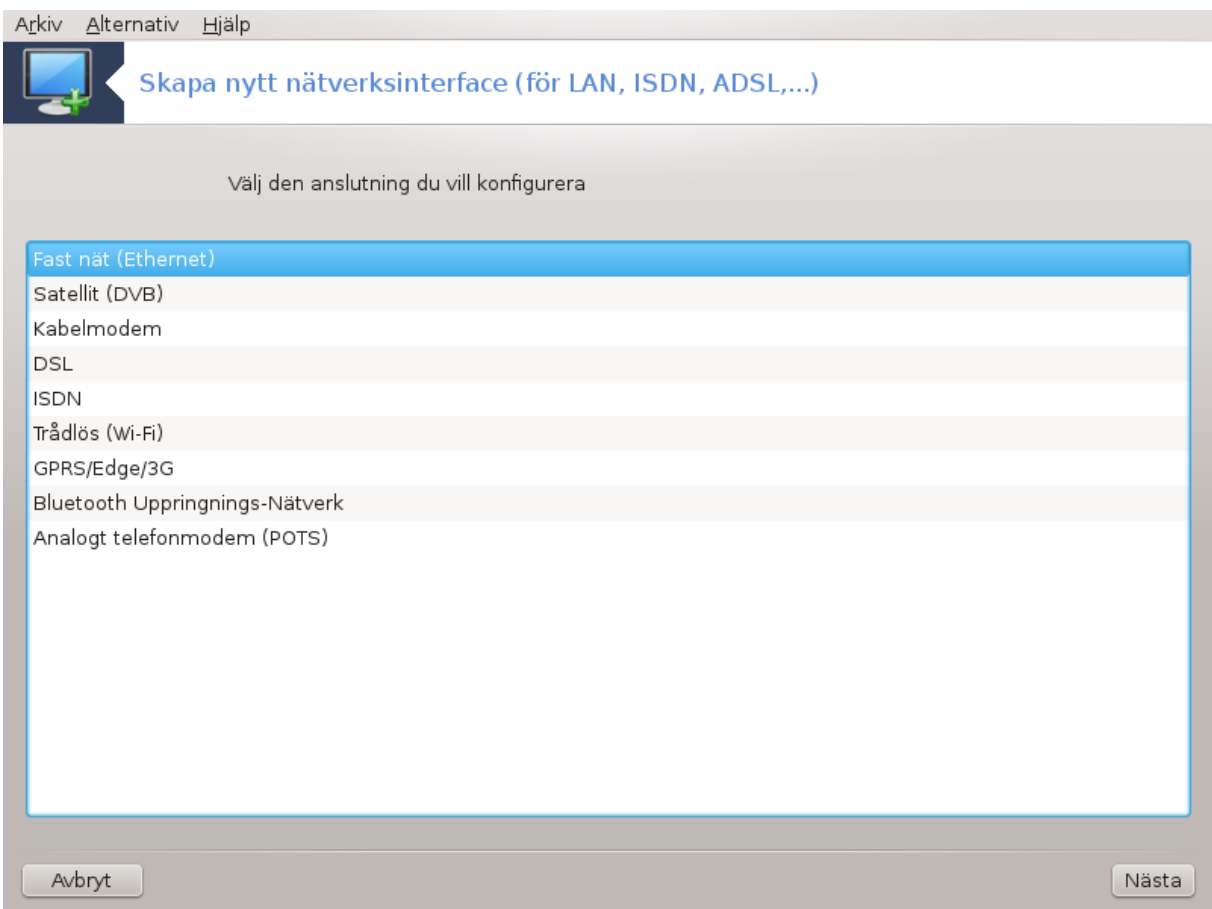 Arkiv Alternativ Hjälp
Skapa nytt nätverksinterface (för LAN, ISDN, ADSL,...)
Välj den anslutning du vill konfigurera
Fast nät (Ethernet)
Satellit (DVB)
Kabelmodem
DSL
ISDN
Trådlös (Wi-Fi)
GPRS/Edge/3G
Bluetooth Uppringnings-Nätverk
Analogt telefonmodem (POTS)
Avbryt Nästa